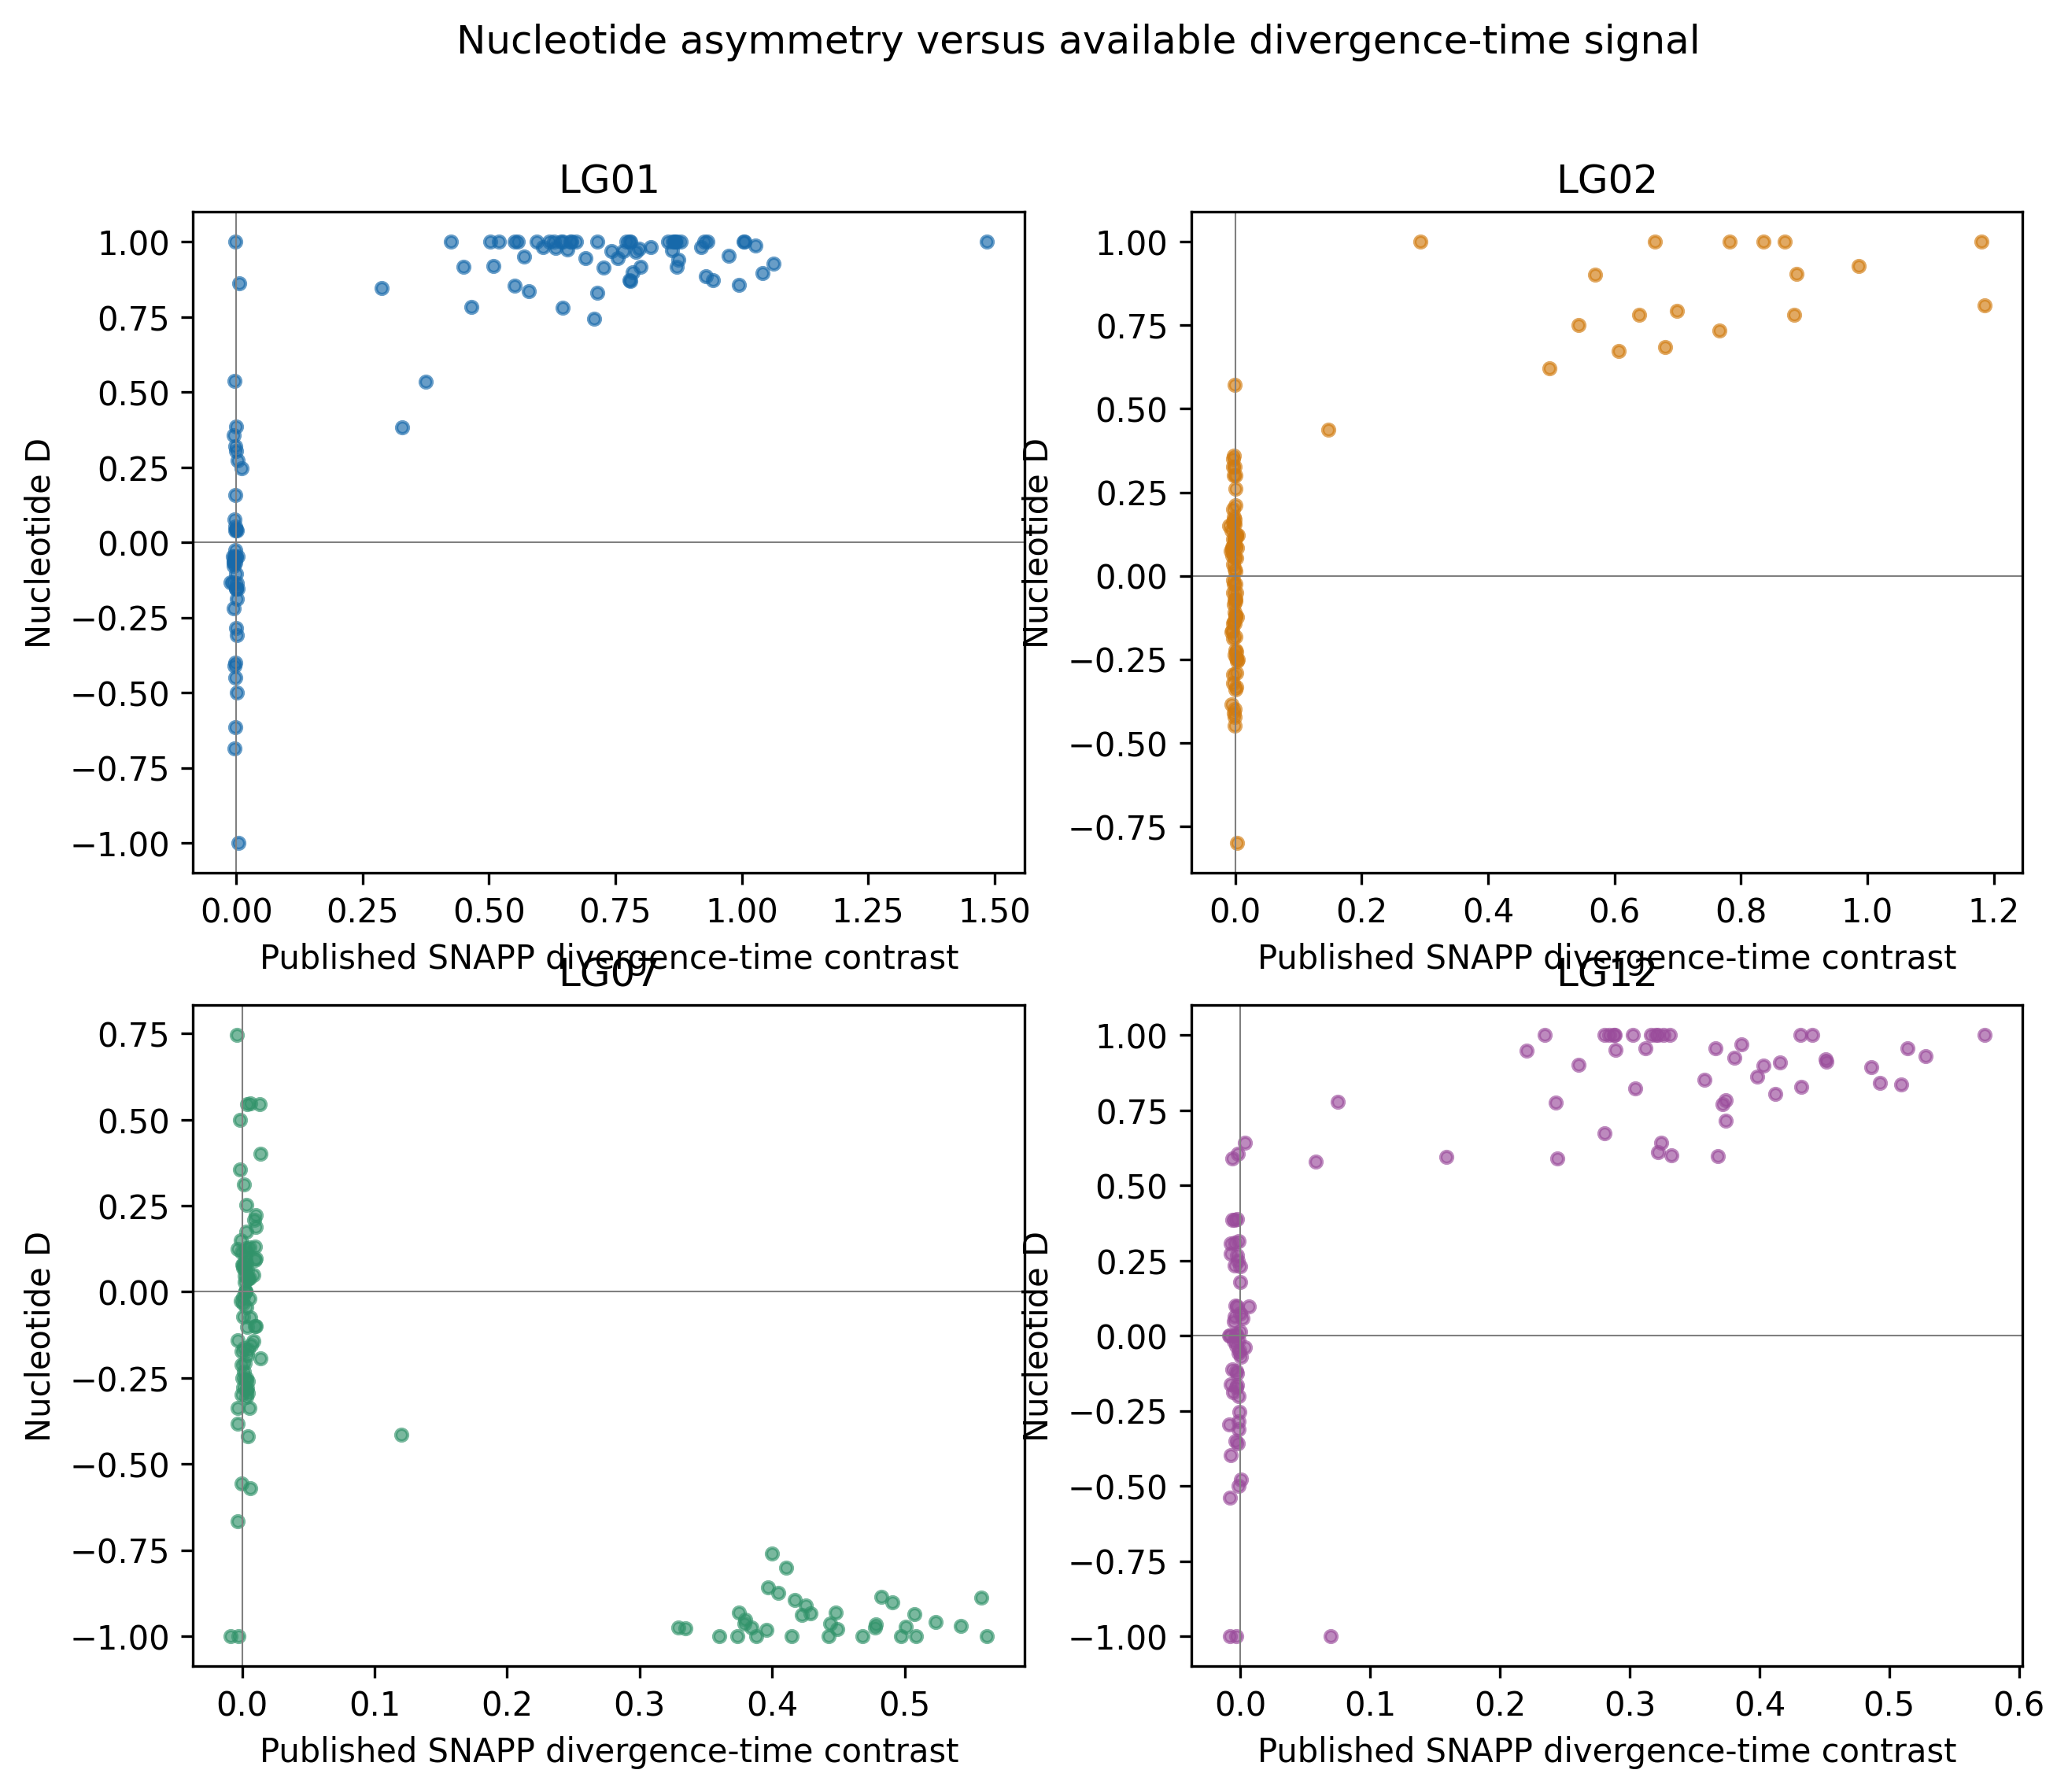 Nucleotide asymmetry versus available divergence-time signal
LG01
Nucleotide D
1.00
0.75
0.50
0.25
0.00
−0.25
−0.50
−0.75
−1.00
0.00 0.25 0.50 0.75 1.00 1.25 1.50
Published SNAPP divergence-time contrast
LG02
Nucleotide D
1.00
0.75
0.50
0.25
0.00
−0.25
−0.50
−0.75
0.0 0.2 0.4 0.6 0.8 1.0 1.2
Published SNAPP divergence-time contrast
LG07
Nucleotide D
0.75
0.50
0.25
0.00
−0.25
−0.50
−0.75
−1.00
0.0 0.1 0.2 0.3 0.4 0.5
Published SNAPP divergence-time contrast
LG12
Nucleotide D
1.00
0.75
0.50
0.25
0.00
−0.25
−0.50
−0.75
−1.00
0.0 0.1 0.2 0.3 0.4 0.5 0.6
Published SNAPP divergence-time contrast